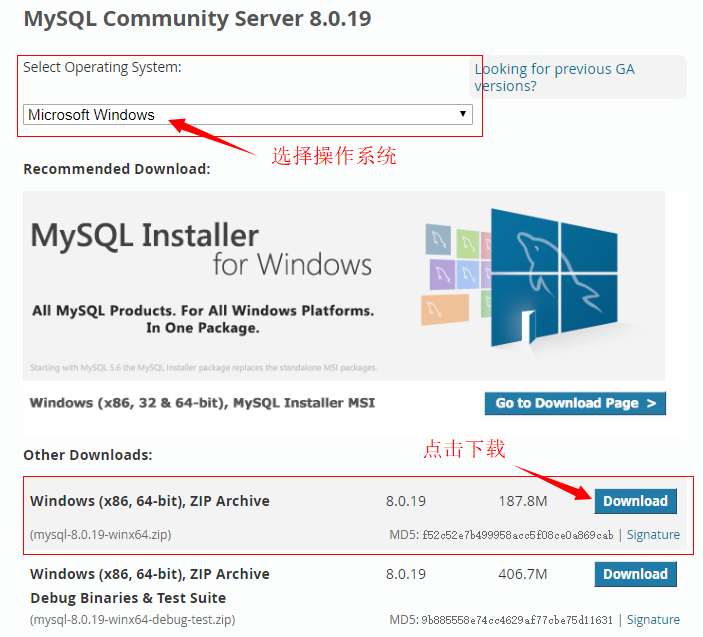 MySQL Community Server 8.0.19
Select Operating System:
Looking for previous GA
versions?
Microsoft Windows
选择操作系统
Recommended Download:
MySQL Installer
for Windows
All MySQL Products. For All Windows Platforms.
In One Package.
Starting with MySQL 5.6 the MySQL Installer package replaces the standalone MSI packages.
Windows (x86, 32 & 64-bit), MySQL Installer MSI
Go to Download Page >
点击下载
Other Downloads:
Windows (x86, 64-bit), ZIP Archive 8.0.19 187.8M Download
(mysql-8.0.19-winx64.zip) MD5: f52c52e7b499958acc5f08ce0a869cab | Signature
Windows (x86, 64-bit), ZIP Archive 8.0.19 406.7M Download
Debug Binaries & Test Suite
(mysql-8.0.19-winx64-debug-test.zip) MD5: 9b885558e74cc4629af77cbe75d11631 | Signature